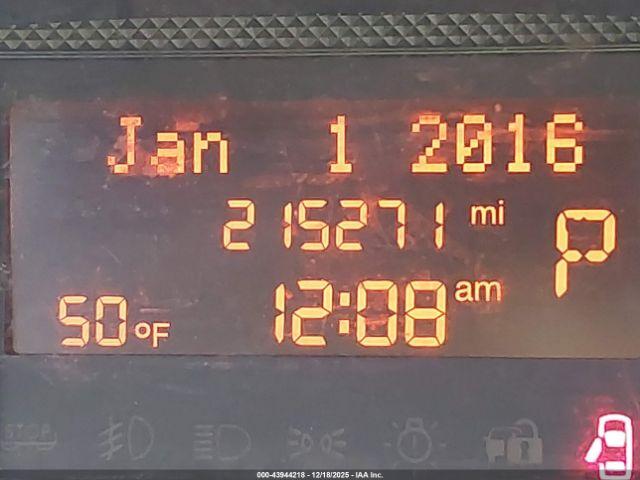 Jan 1 2016
215271 mi
P
12:08 am
50°F
STOP
000-43944218 - 12/18/2025 - IAA Inc.